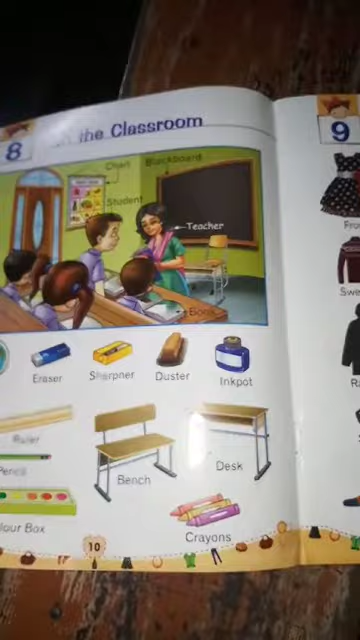 8
the Classroom
9
Chart
Blackboard
Student
Teacher
Book
Eraser
Sharpner
Duster
Inkpot
Ruler
Pencil
Bench
Desk
lour Box
Crayons
10